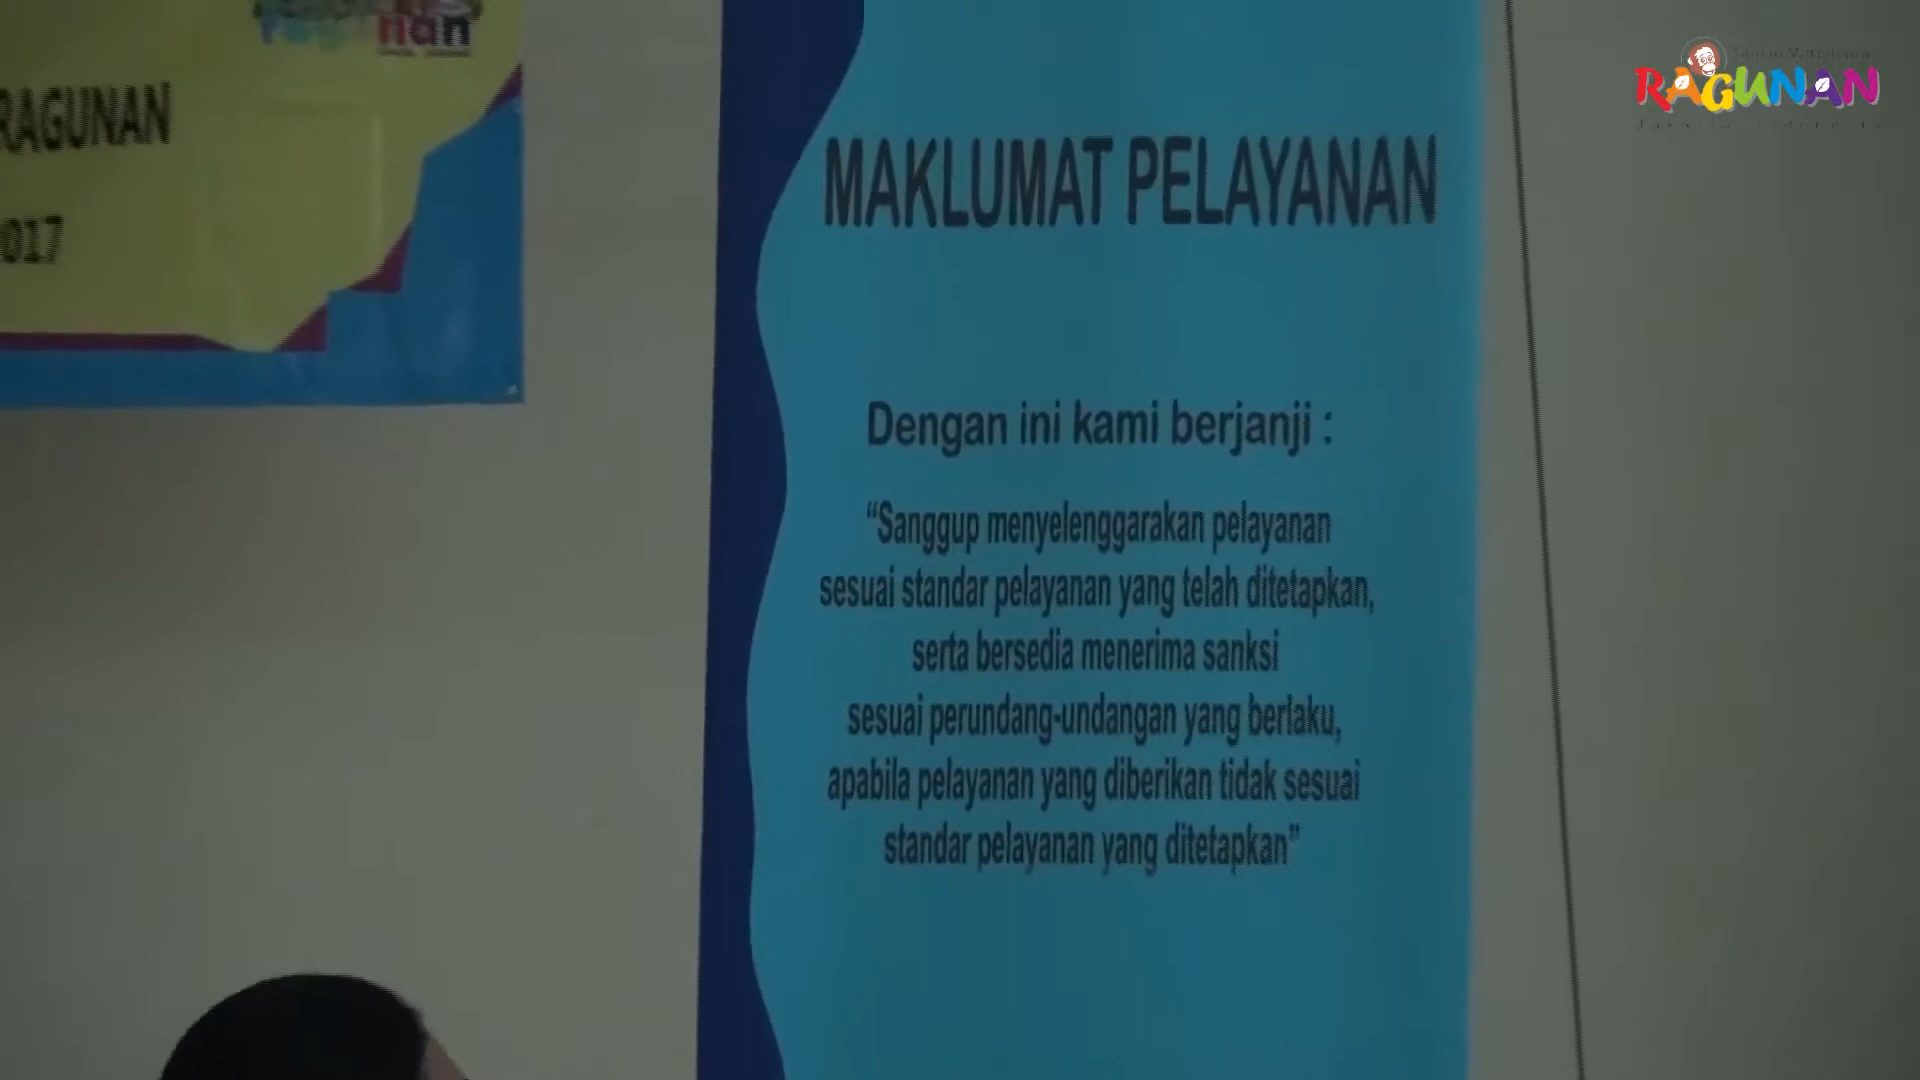 ragunan
RAGUNAN
017
MAKLUMAT PELAYANAN
Dengan ini kami berjanji :
“Sanggup menyelenggarakan pelayanan
sesuai standar pelayanan yang telah ditetapkan,
serta bersedia menerima sanksi
sesuai perundang-undangan yang berlaku,
apabila pelayanan yang diberikan tidak sesuai
standar pelayanan yang ditetapkan”
RAGUNAN